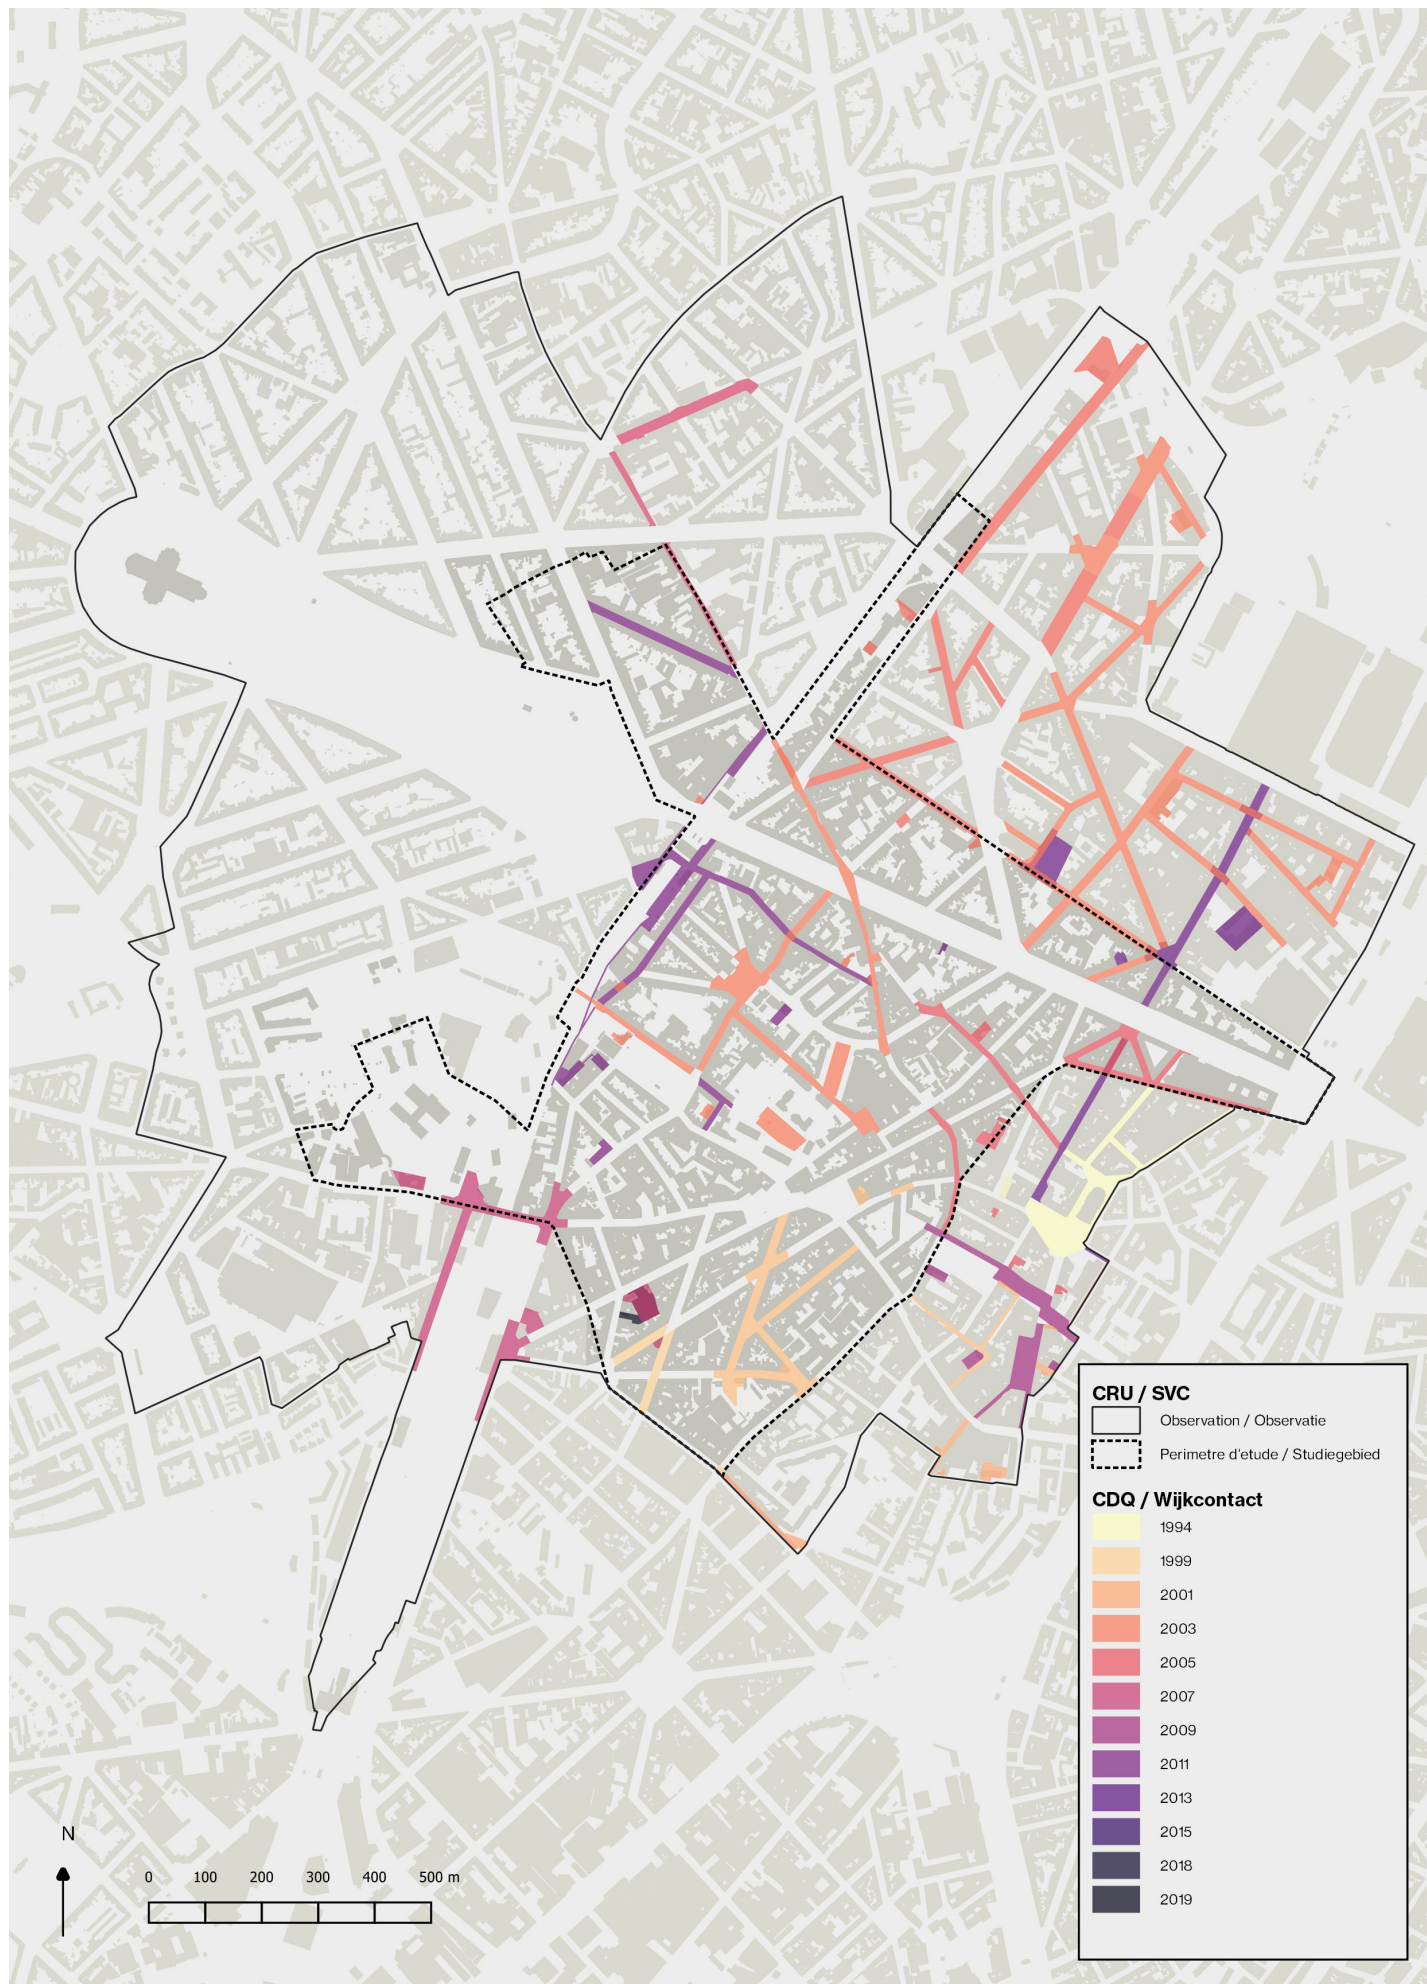 CRU / SVC
Observation / Observatie
Perimetre d'etude / Studiegebied
CDQ / Wijkcontact
1994
1999
2001
2003
2005
2007
2009
2011
2013
2015
2018
2019
N
0 100 200 300 400 500 m